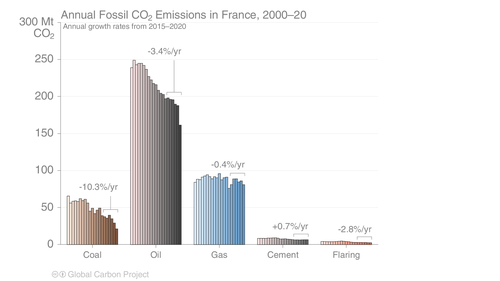 Annual Fossil CO₂ Emissions in France, 2000–20
Annual growth rates from 2015–2020
300 Mt
CO₂
250
200
150
100
50
0
-10.3%/yr
-3.4%/yr
-0.4%/yr
+0.7%/yr
-2.8%/yr
Coal
Oil
Gas
Cement
Flaring
Global Carbon Project